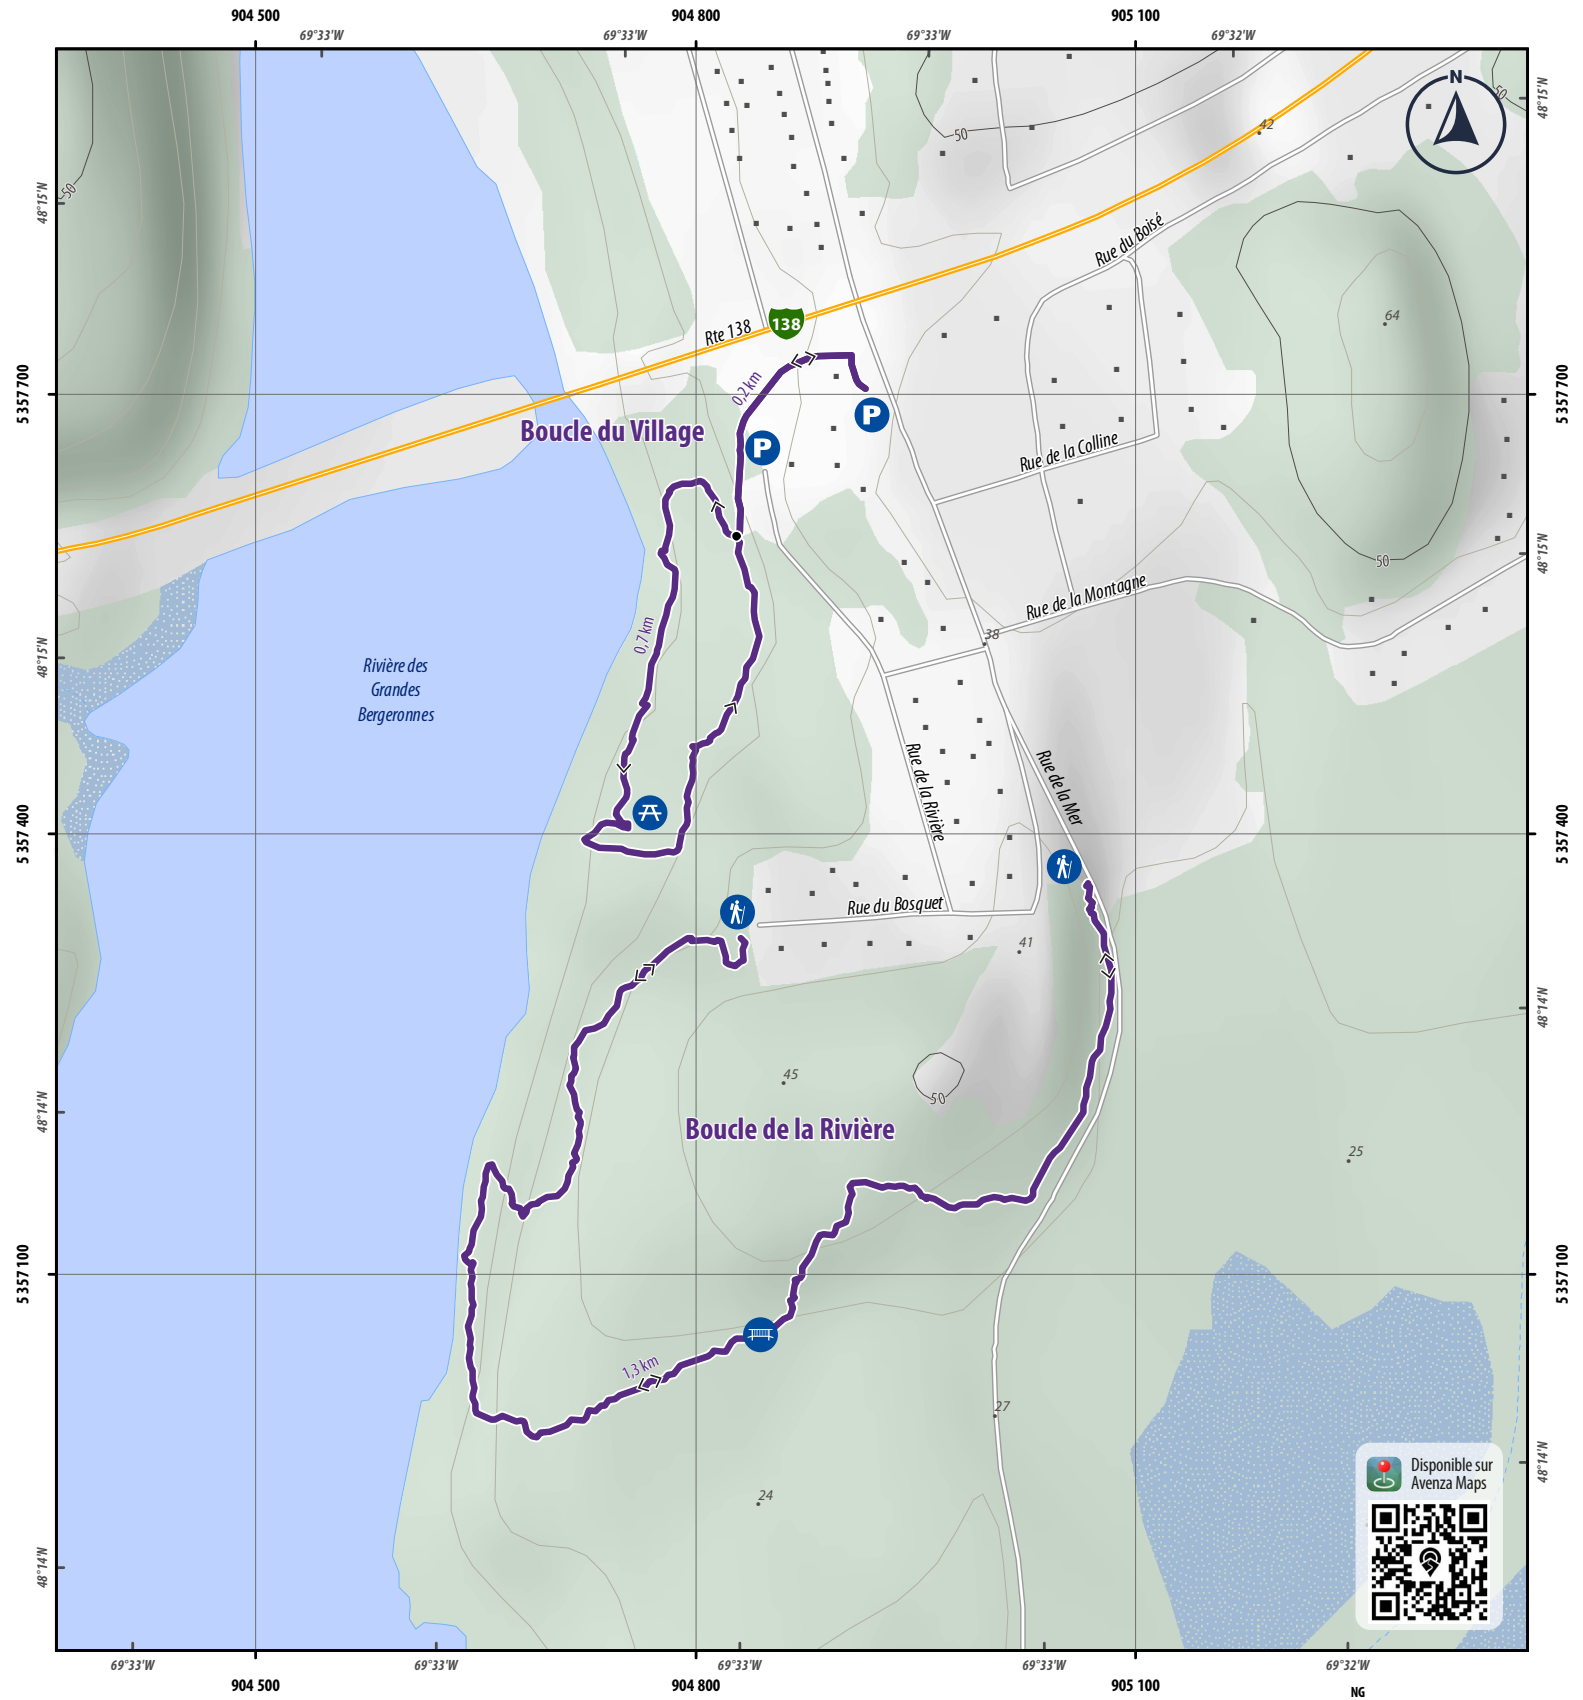 904 500
904 800
905 100
69°33'W
69°33'W
69°33'W
69°32'W
N
48°15'N
50
42
50
50
48°15'N
Rue du Boisé
64
138
Rte 138
5 357 700
0,2 km
P
5 357 700
Boucle du Village
P
Rue de la Colline
50
48°15'N
Rue de la Montagne
0,7 km
38
48°15'N
Rivière des
Grandes
Bergeronnes
Rue de la Rivière
Rue de la Mer
5 357 400
5 357 400
Rue du Bosquet
41
48°14'N
45
50
48°14'N
Boucle de la Rivière
25
5 357 100
5 357 100
1,3 km
27
48°14'N
Disponible sur
Avenza Maps
24
48°14'N
69°33'W
69°33'W
69°33'W
69°33'W
69°32'W
904 500
904 800
905 100
NG